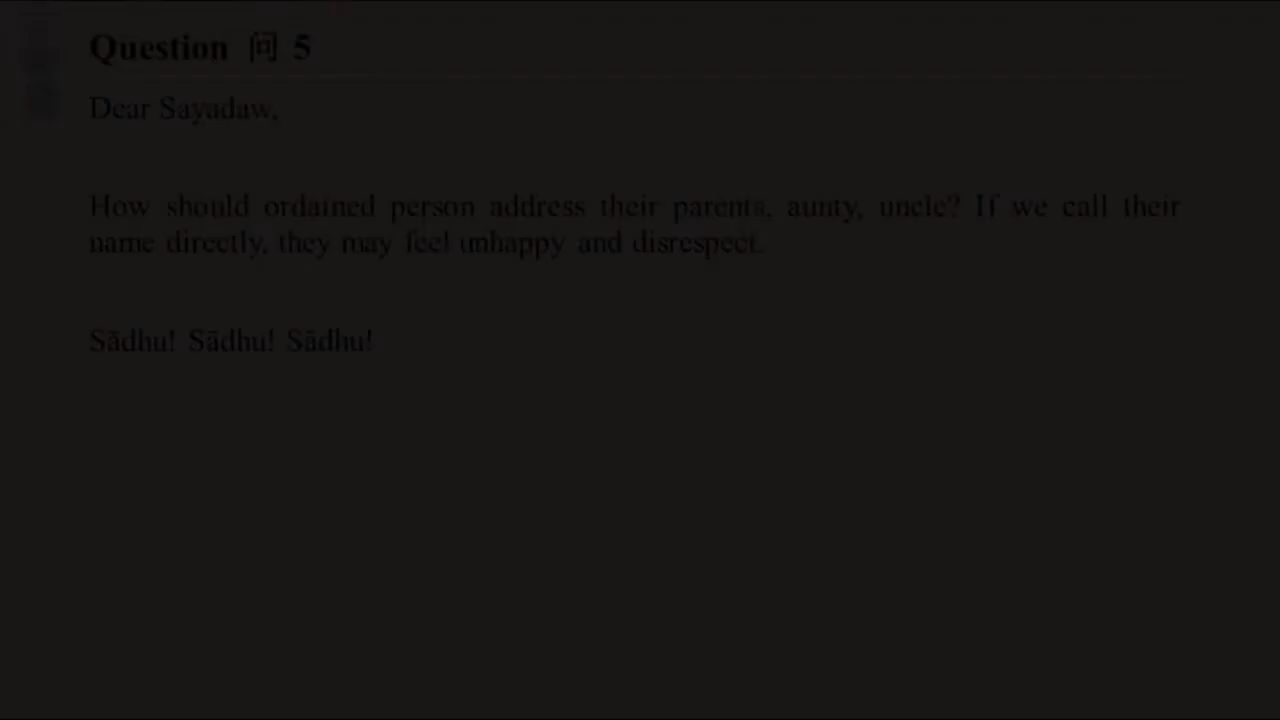 Question 问 5
Dear Sayadaw,
How should ordained person address their parents, aunty, uncle? If we call their
name directly, they may feel unhappy and disrespect.
Sādhu! Sādhu! Sādhu!